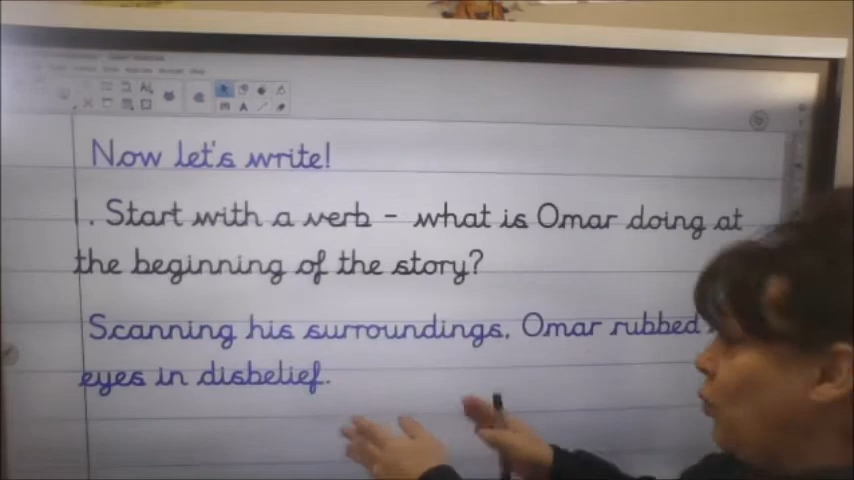 Now let's write!
1. Start with a verb - what is Omar doing at
the beginning of the story?
Scanning his surroundings, Omar rubbed
eyes in disbelief.